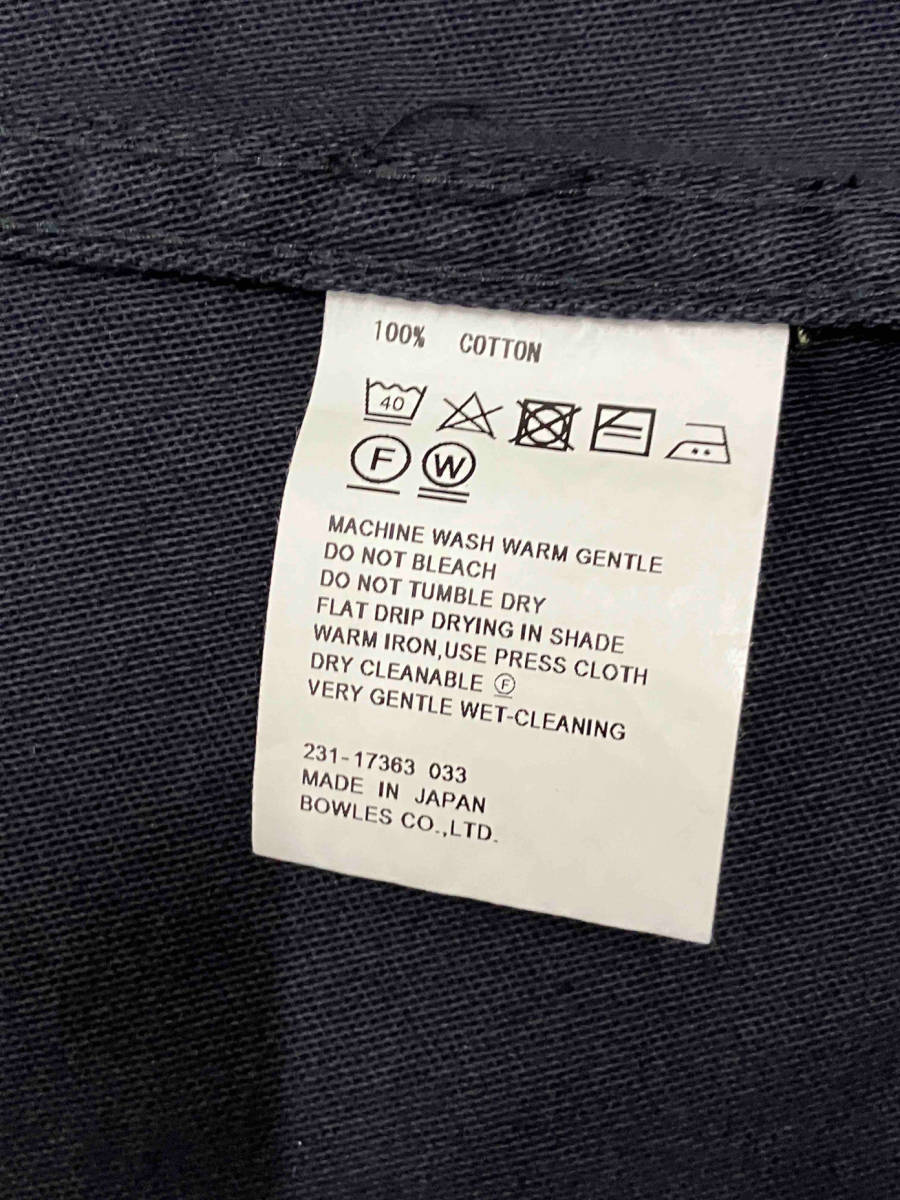 100% COTTON
40
F W
MACHINE WASH WARM GENTLE
DO NOT BLEACH
DO NOT TUMBLE DRY
FLAT DRIP DRYING IN SHADE
WARM IRON,USE PRESS CLOTH
DRY CLEANABLE Ⓕ
VERY GENTLE WET-CLEANING
231-17363 033
MADE IN JAPAN
BOWLES CO.,LTD.